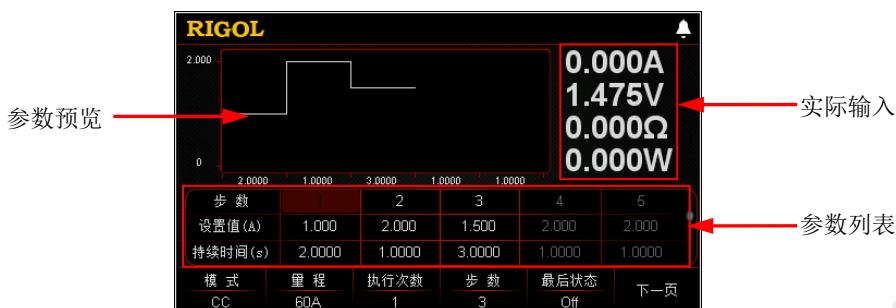 RIGOL
2.000
0
2.0000 1.0000 3.0000 1.0000 1.0000
0.000A
1.475V
0.000Ω
0.000W
参数预览
实际输入
参数列表
步 数 1 2 3 4 5
设置值(A) 1.000 2.000 1.500 2.000 2.000
持续时间(s) 2.0000 1.0000 3.0000 1.0000 1.0000
模 式 量 程 执行次数 步 数 最后状态 下一页
CC 60A 1 3 Off